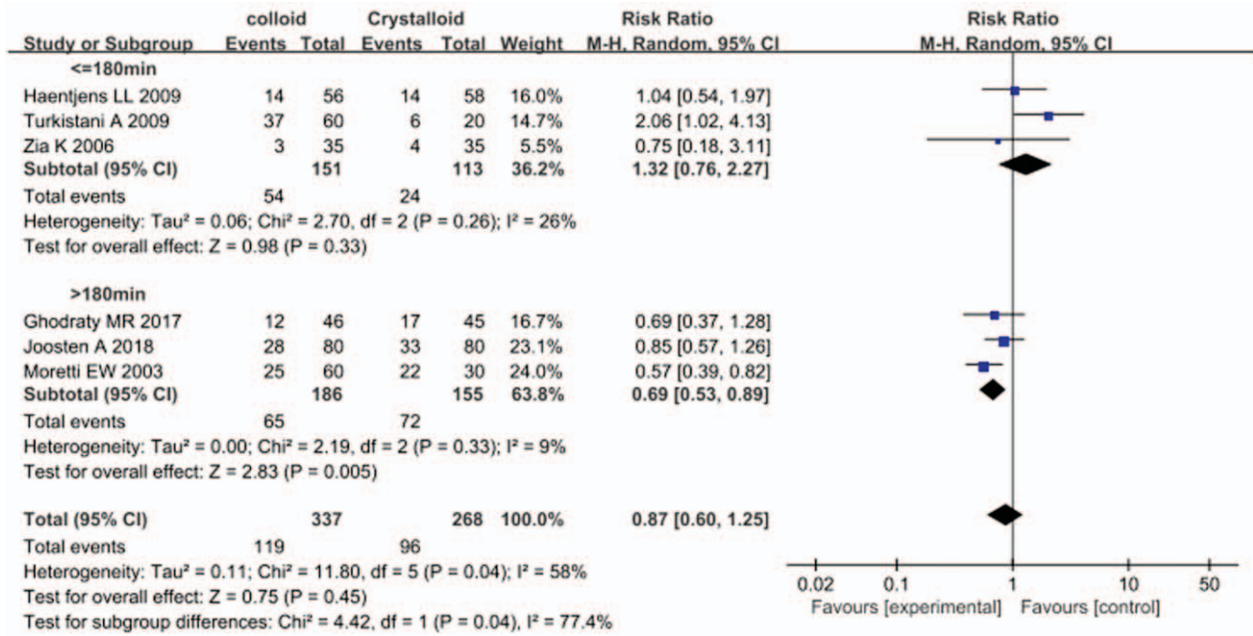 colloid Crystalloid Risk Ratio Risk Ratio
Study or Subgroup Events Total Events Total Weight M-H, Random, 95% CI M-H, Random, 95% CI
<=180min
Haentjens LL 2009 14 56 14 58 16.0% 1.04 [0.54, 1.97]
Turkistani A 2009 37 60 6 20 14.7% 2.06 [1.02, 4.13]
Zia K 2006 3 35 4 35 5.5% 0.75 [0.18, 3.11]
Subtotal (95% CI) 151 113 36.2% 1.32 [0.76, 2.27]
Total events 54 24
Heterogeneity: Tau² = 0.06; Chi² = 2.70, df = 2 (P = 0.26); I² = 26%
Test for overall effect: Z = 0.98 (P = 0.33)
>180min
Ghodraty MR 2017 12 46 17 45 16.7% 0.69 [0.37, 1.28]
Joosten A 2018 28 80 33 80 23.1% 0.85 [0.57, 1.26]
Moretti EW 2003 25 60 22 30 24.0% 0.57 [0.39, 0.82]
Subtotal (95% CI) 186 155 63.8% 0.69 [0.53, 0.89]
Total events 65 72
Heterogeneity: Tau² = 0.00; Chi² = 2.19, df = 2 (P = 0.33); I² = 9%
Test for overall effect: Z = 2.83 (P = 0.005)
Total (95% CI) 337 268 100.0% 0.87 [0.60, 1.25]
Total events 119 96
Heterogeneity: Tau² = 0.11; Chi² = 11.80, df = 5 (P = 0.04); I² = 58%
Test for overall effect: Z = 0.75 (P = 0.45)
Test for subgroup differences: Chi² = 4.42, df = 1 (P = 0.04), I² = 77.4%
0.02 0.1 1 10 50
Favours [experimental] Favours [control]